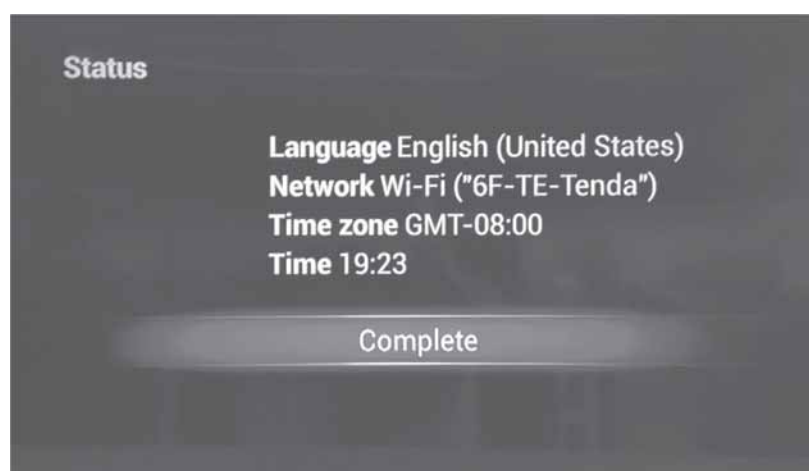 Status
Language English (United States)
Network Wi-Fi ("6F-TE-Tenda")
Time zone GMT-08:00
Time 19:23
Complete